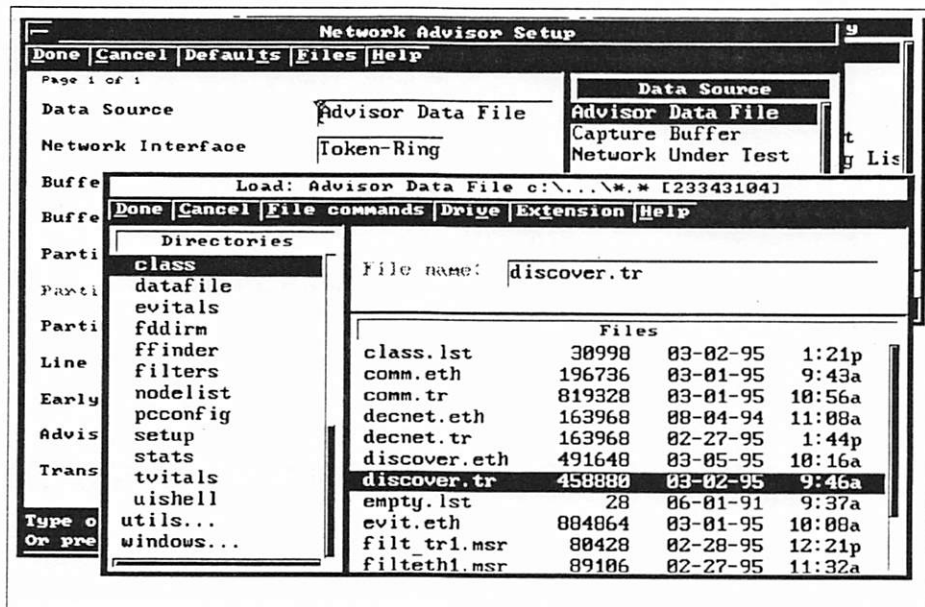 Network Advisor Setup
y
Done Cancel Defaults Files Help
Page 1 of 1
Data Source Advisor Data File
Network Interface Token-Ring
Data Source
Advisor Data File
Capture Buffer
Network Under Test
t
g Lis
Buffe
Buffe
Parti
Parti
Parti
Line
Early
Advis
Trans
Type o
Or pre
Load: Advisor Data File c:\...\*.* [23343104]
Done Cancel File commands Drive Extension Help
Directories
class
datafile
evitals
fddirm
ffinder
filters
nodelist
pcconfig
setup
stats
tvitals
uishell
utils...
windows...
File name: discover.tr
Files
class.lst 30998 03-02-95 1:21p
comm.eth 196736 03-01-95 9:43a
comm.tr 819328 03-01-95 10:56a
decnet.eth 163968 08-04-94 11:08a
decnet.tr 163968 02-27-95 1:44p
discover.eth 491648 03-05-95 10:16a
discover.tr 458880 03-02-95 9:46a
empty.lst 28 06-01-91 9:37a
evit.eth 884864 03-01-95 10:08a
filt_tr1.msr 80428 02-28-95 12:21p
filteth1.msr 89106 02-27-95 11:32a